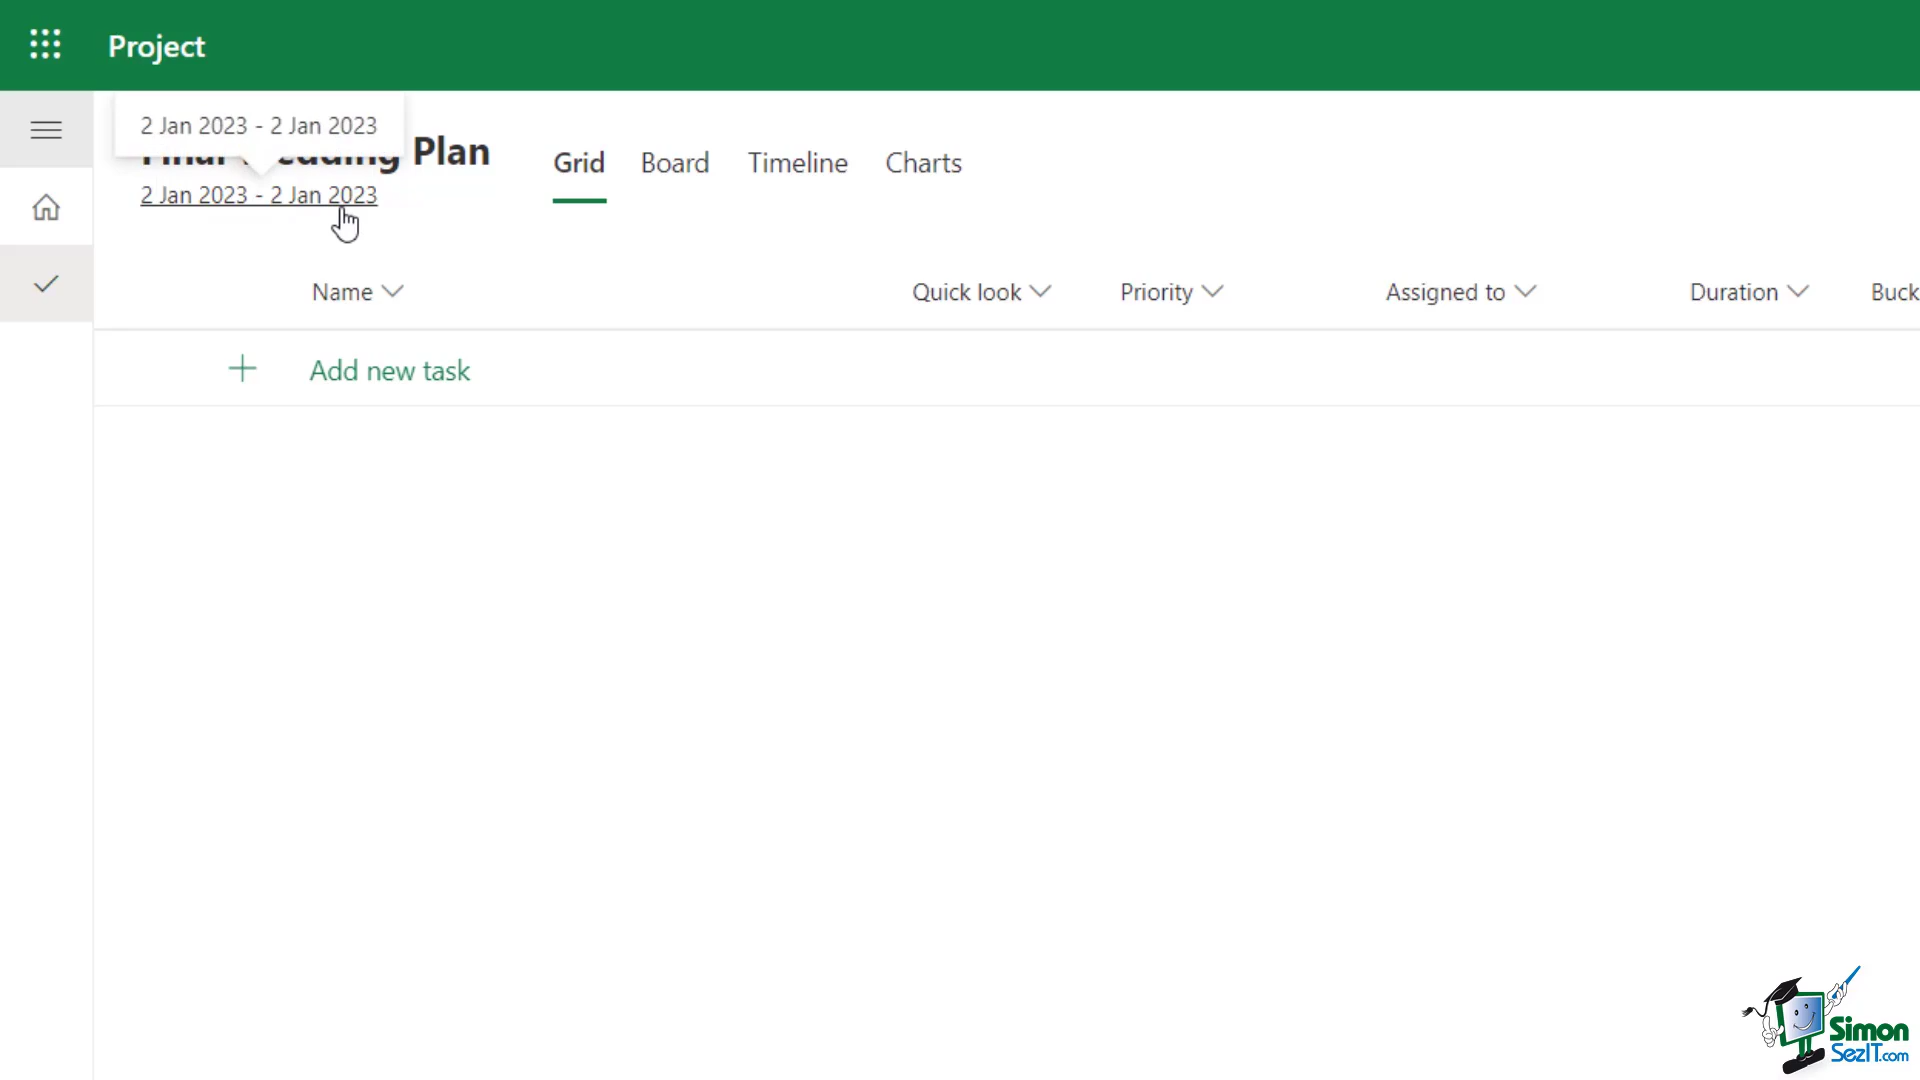 Project
2 Jan 2023 - 2 Jan 2023
Plan
2 Jan 2023 - 2 Jan 2023
Grid
Board
Timeline
Charts
Name
Quick look
Priority
Assigned to
Duration
Buck
Add new task
Simon
SezIT.com